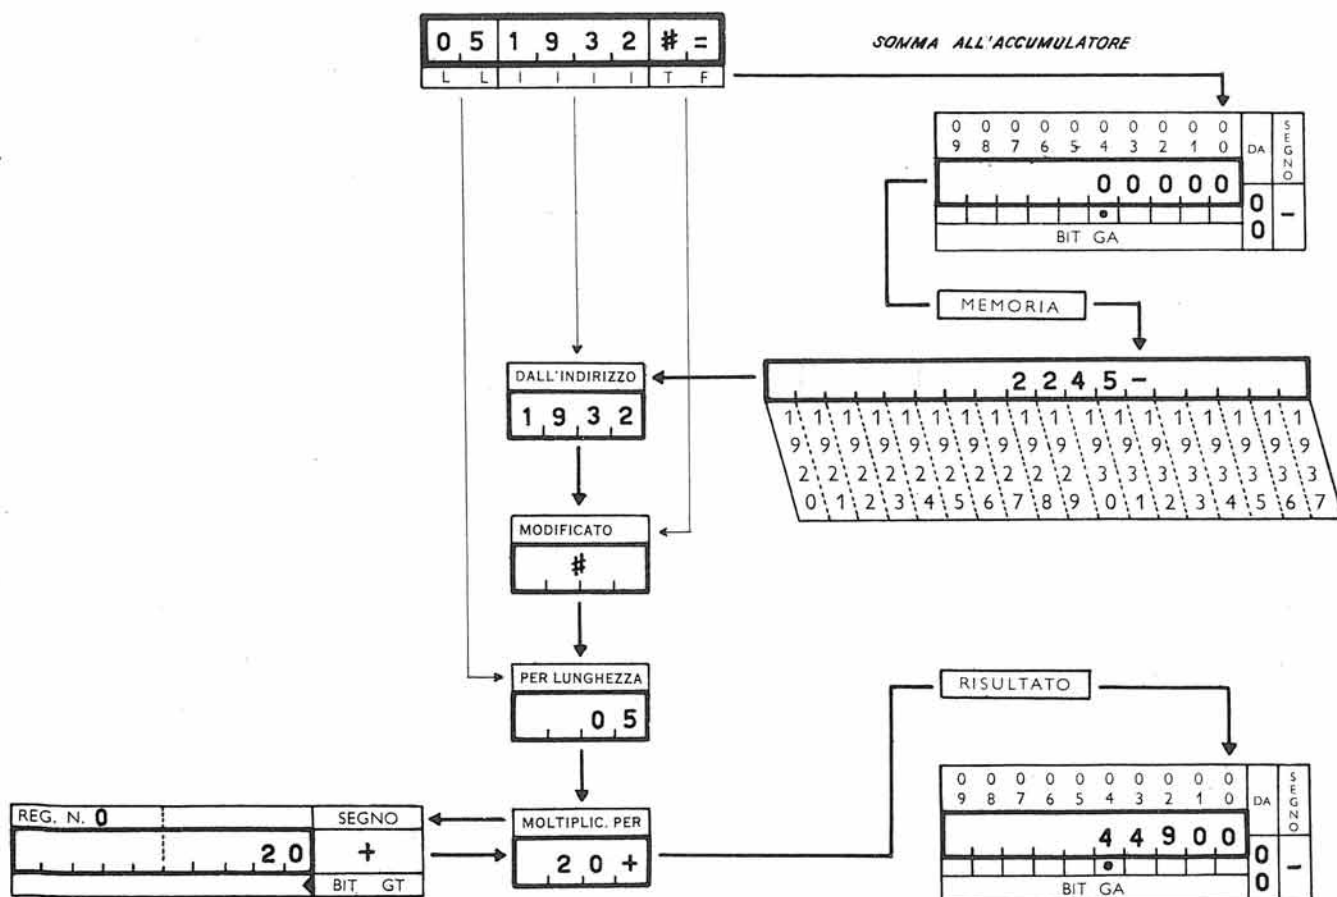 0 5 1 9 3 2 # =
L L I I I I T F
SOMMA ALL'ACCUMULATORE
0 0 0 0 0 0 0 0 0 0
9 8 7 6 5 4 3 2 1 0
DA
SEGNO
0 0 0 0 0
0 0
-
BIT GA
MEMORIA
DALL'INDIRIZZO
1 9 3 2
2 2 4 5 -
1 1 1 1 1 1 1 1 1 1 1 1 1 1 1 1 1 1
9 9 9 9 9 9 9 9 9 9 9 9 9 9 9 9 9 9
2 2 2 2 2 2 2 2 2 2 3 3 3 3 3 3 3 3
0 1 2 3 4 5 6 7 8 9 0 1 2 3 4 5 6 7
MODIFICATO
#
PER LUNGHEZZA
0 5
RISULTATO
0 0 0 0 0 0 0 0 0 0
9 8 7 6 5 4 3 2 1 0
DA
SEGNO
4 4 9 0 0
0 0
-
BIT GA
REG. N. 0
SEGNO
2 0
+
BIT GT
MOLTIPLIC. PER
2 0 +